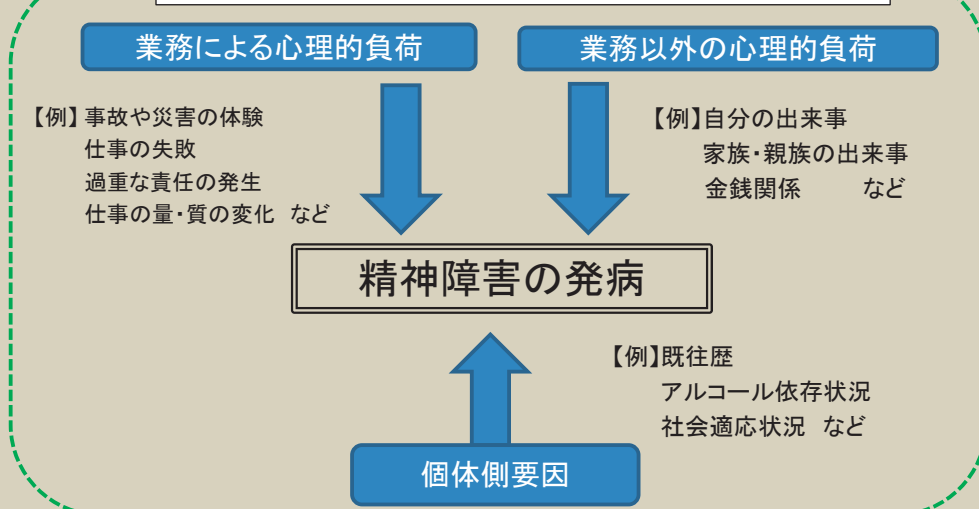 業務による心理的負荷
業務以外の心理的負荷
【例】事故や災害の体験
仕事の失敗
過重な責任の発生
仕事の量・質の変化 など
【例】自分の出来事
家族・親族の出来事
金銭関係 など
精神障害の発病
【例】既往歴
アルコール依存状況
社会適応状況 など
個体側要因